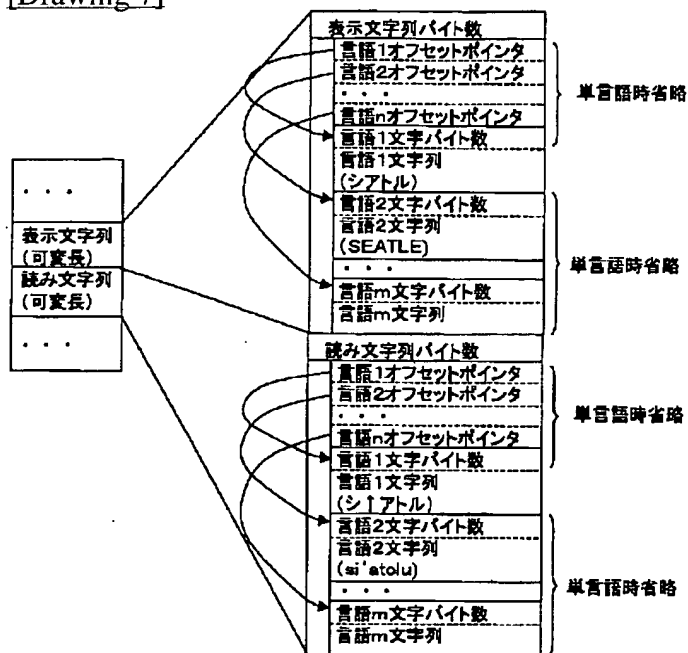 [Drawing 7]
・・・
表示文字列
(可変長)
読み文字列
(可変長)
・・・
表示文字列バイト数
言語1オフセットポインタ
言語2オフセットポインタ
・・・
言語nオフセットポインタ
言語1文字バイト数
言語1文字列
(シアトル)
言語2文字バイト数
言語2文字列
(SEATLE)
・・・
言語m文字バイト数
言語m文字列
単言語時省略
単言語時省略
読み文字列バイト数
言語1オフセットポインタ
言語2オフセットポインタ
・・・
言語nオフセットポインタ
言語1文字バイト数
言語1文字列
(シ↑アトル)
言語2文字バイト数
言語2文字列
(si'atolu)
・・・
言語m文字バイト数
言語m文字列
単言語時省略
単言語時省略